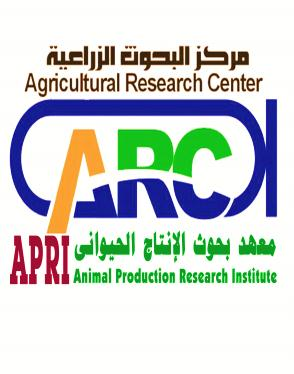 مركز البحوث الزراعية
Agricultural Research Center
ARC
معهد بحوث الإنتاج الحيوانى
APRI Animal Production Research Institute